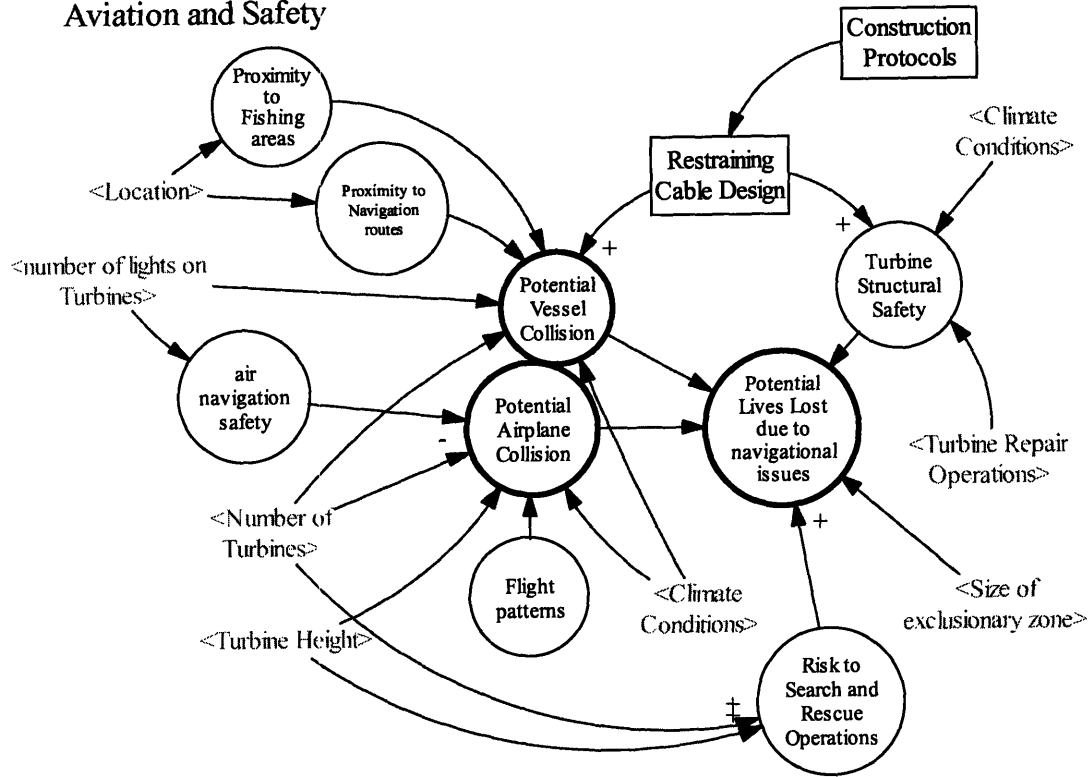 Aviation and Safety
Construction
Protocols
Proximity
to
Fishing
areas
<Climate
Conditions>
Restraining
Cable Design
<Location>
Proximity to
Navigation
routes
+
+
<number of lights on
Turbines>
Potential
Vessel
Collision
Turbine
Structural
Safety
air
navigation
safety
Potential
Airplane
Collision
-
Potential
Lives Lost
due to
navigational
issues
<Turbine Repair
Operations>
<Number of
Turbines>
+
Flight
patterns
<Climate
Conditions>
<Size of
exclusionary zone>
<Turbine Height>
Risk to
Search and
Rescue
Operations
+
+